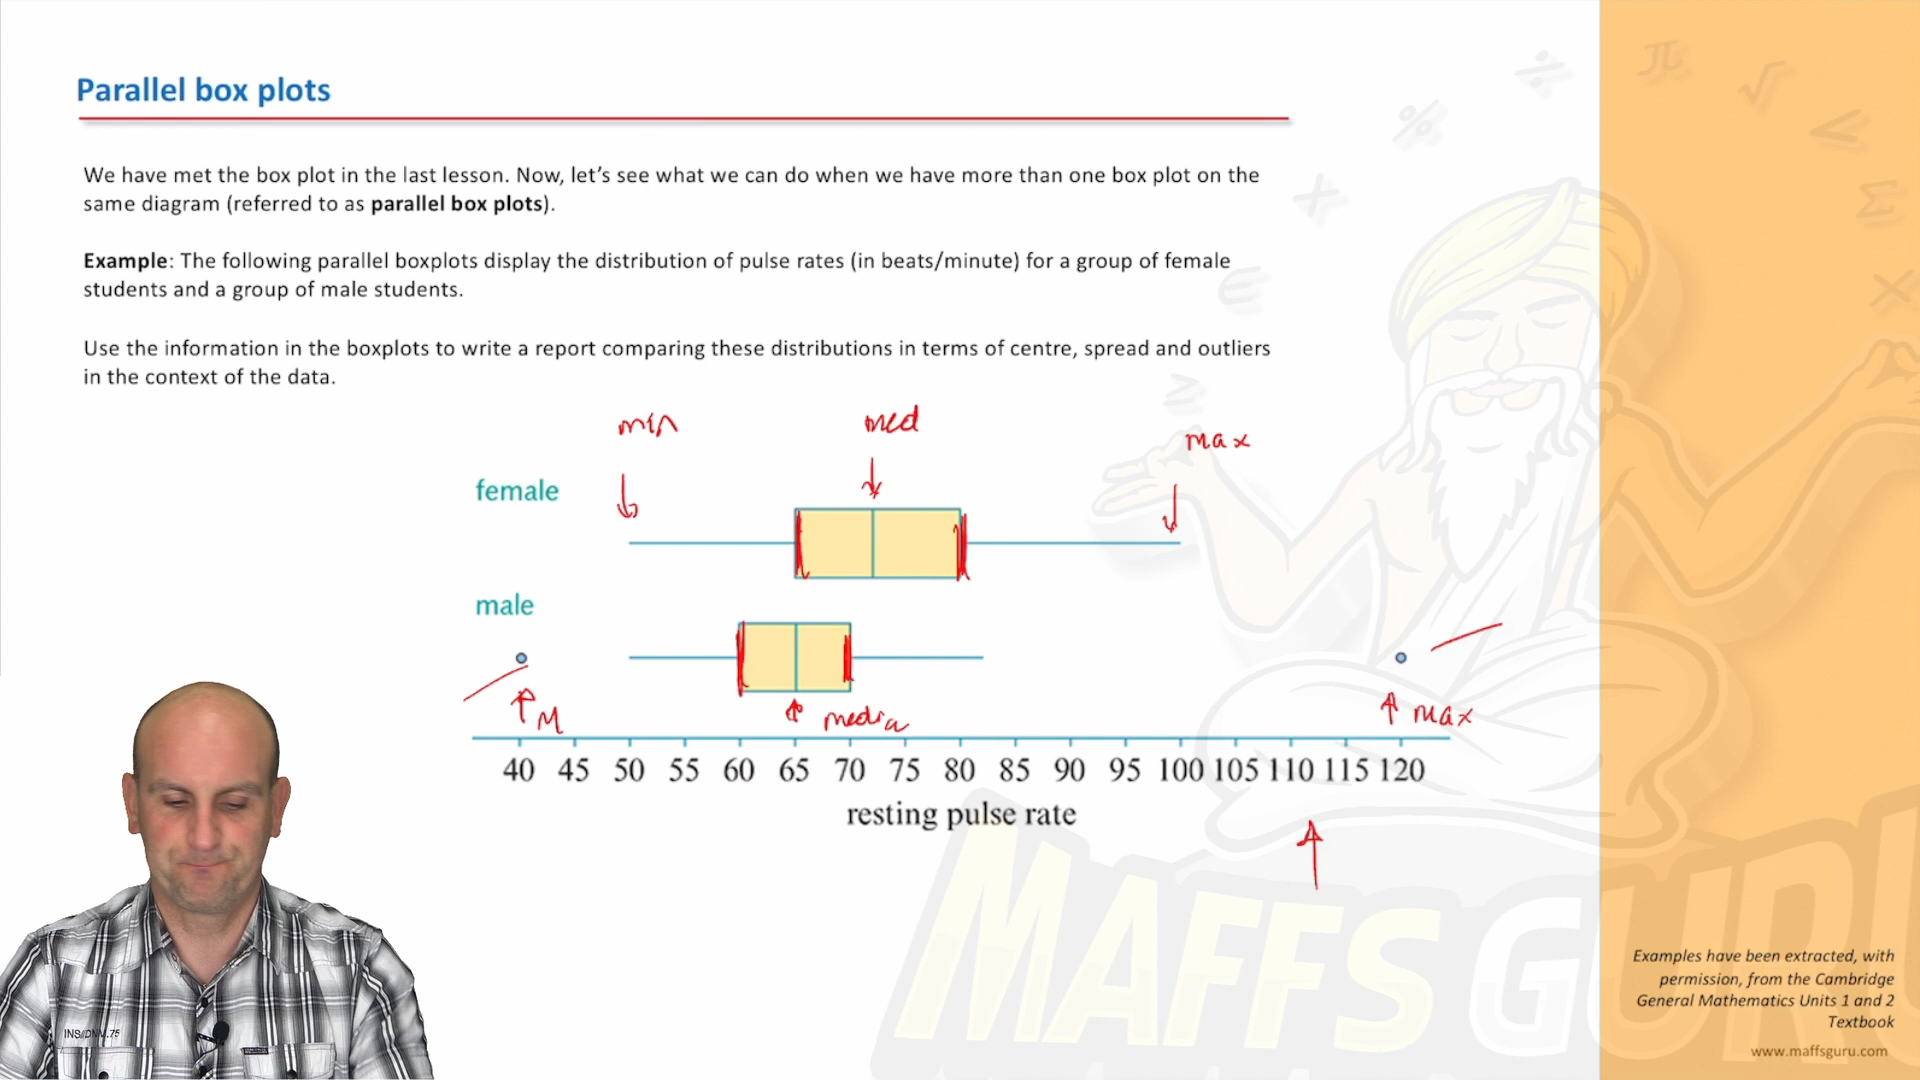 Parallel box plots
We have met the box plot in the last lesson. Now, let's see what we can do when we have more than one box plot on the
same diagram (referred to as parallel box plots).
Example: The following parallel boxplots display the distribution of pulse rates (in beats/minute) for a group of female
students and a group of male students.
Use the information in the boxplots to write a report comparing these distributions in terms of centre, spread and outliers
in the context of the data.
min med max
female
male
M media max
40 45 50 55 60 65 70 75 80 85 90 95 100 105 110 115 120
resting pulse rate
MAFFS GURU
Examples have been extracted, with
permission, from the Cambridge
General Mathematics Units 1 and 2
Textbook
www.maffsguru.com